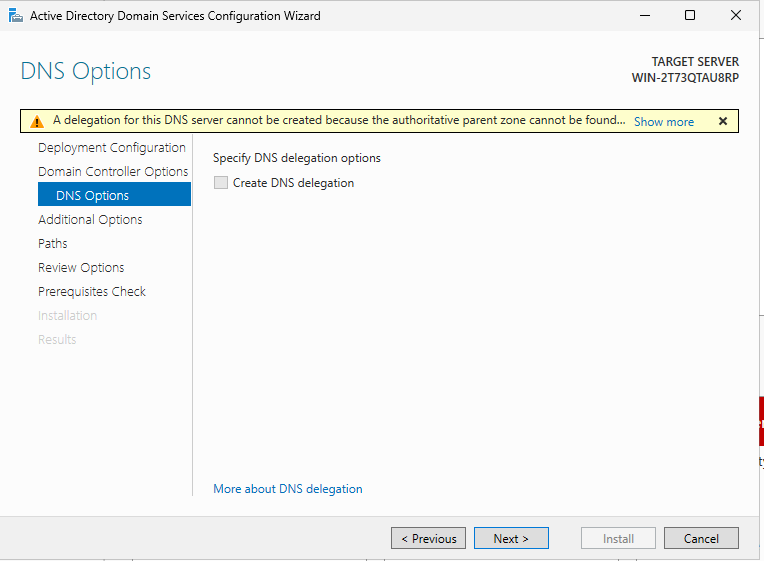 Active Directory Domain Services Configuration Wizard
DNS Options
TARGET SERVER
WIN-2T73QTAU8RP
A delegation for this DNS server cannot be created because the authoritative parent zone cannot be found... Show more
Deployment Configuration
Domain Controller Options
DNS Options
Additional Options
Paths
Review Options
Prerequisites Check
Installation
Results
Specify DNS delegation options
Create DNS delegation
More about DNS delegation
< Previous
Next >
Install
Cancel